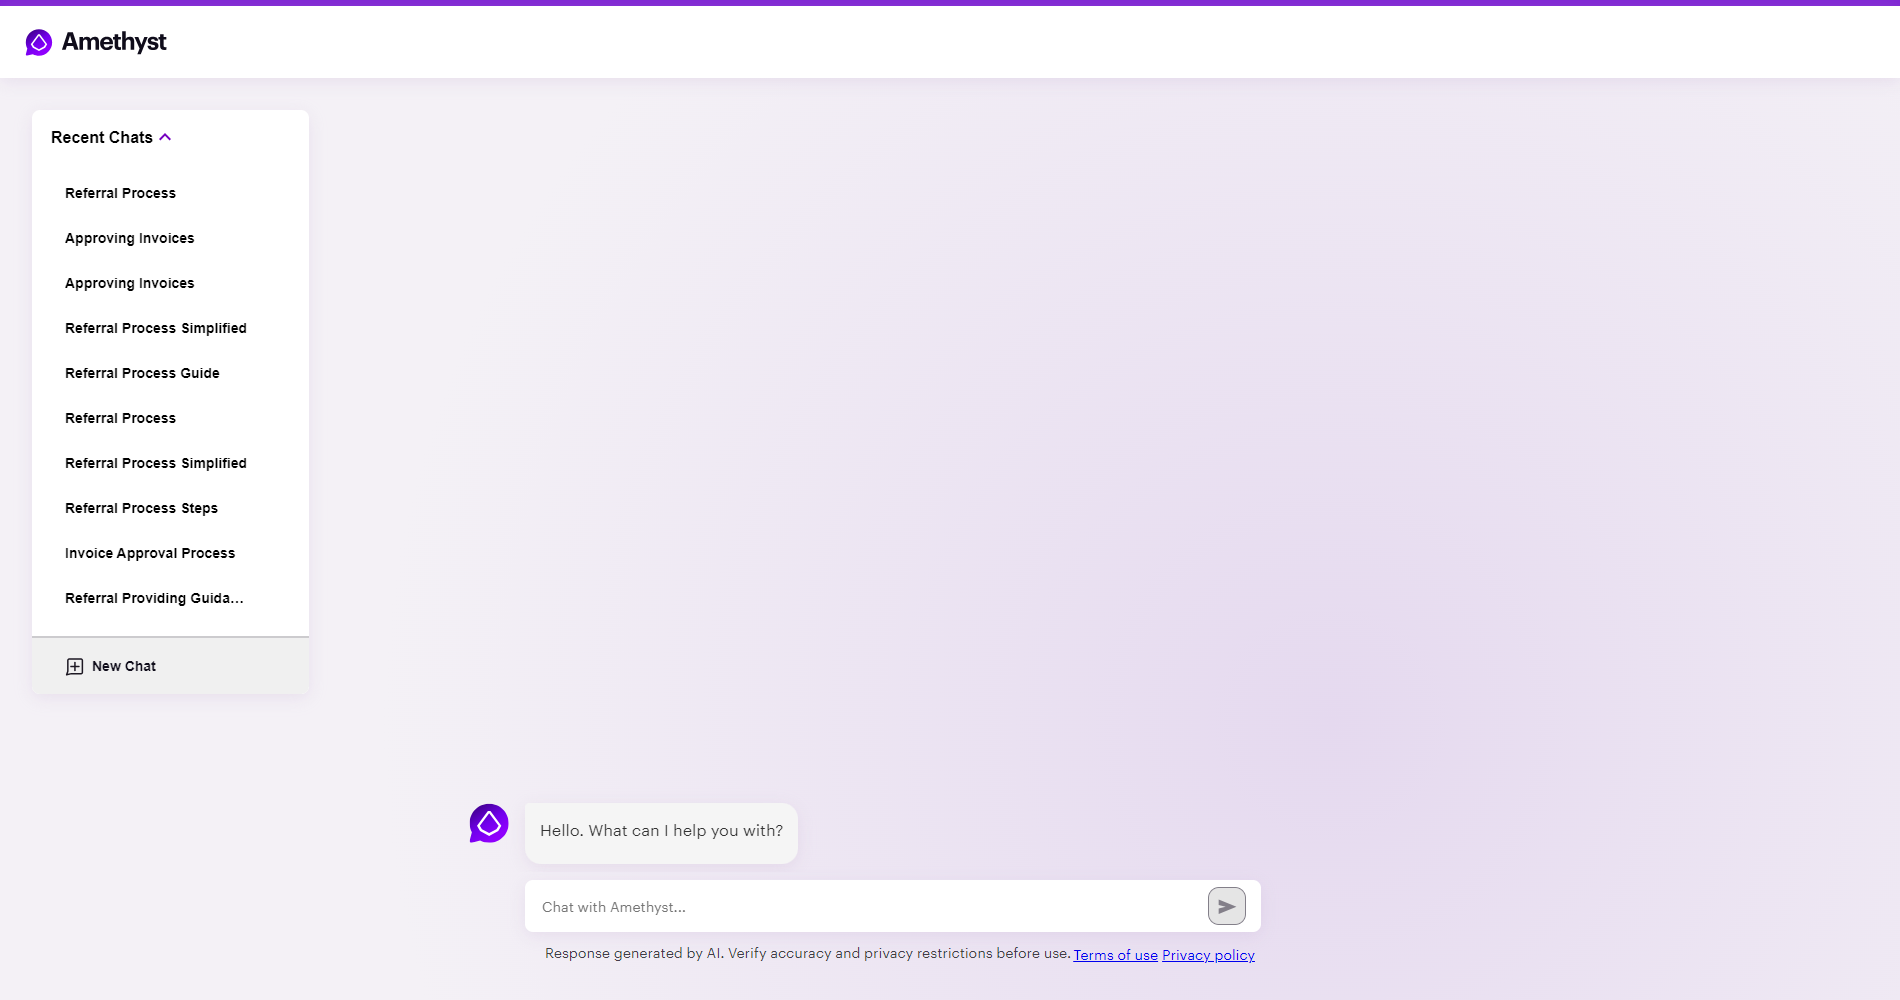 Amethyst
Recent Chats
Referral Process
Approving Invoices
Approving Invoices
Referral Process Simplified
Referral Process Guide
Referral Process
Referral Process Simplified
Referral Process Steps
Invoice Approval Process
Referral Providing Guida...
New Chat
Hello. What can I help you with?
Chat with Amethyst...
Response generated by AI. Verify accuracy and privacy restrictions before use. Terms of use Privacy policy